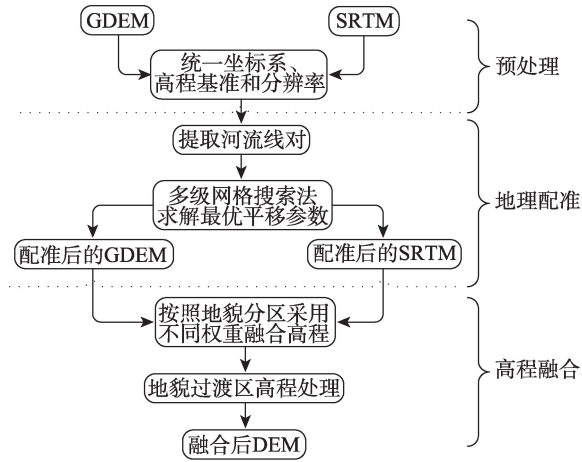 GDEM
SRTM
统一坐标系、
高程基准和分辨率
预处理
提取河流线对
多级网格搜索法
求解最优平移参数
地理配准
配准后的GDEM
配准后的SRTM
按照地貌分区采用
不同权重融合高程
高程融合
地貌过渡区高程处理
融合后DEM